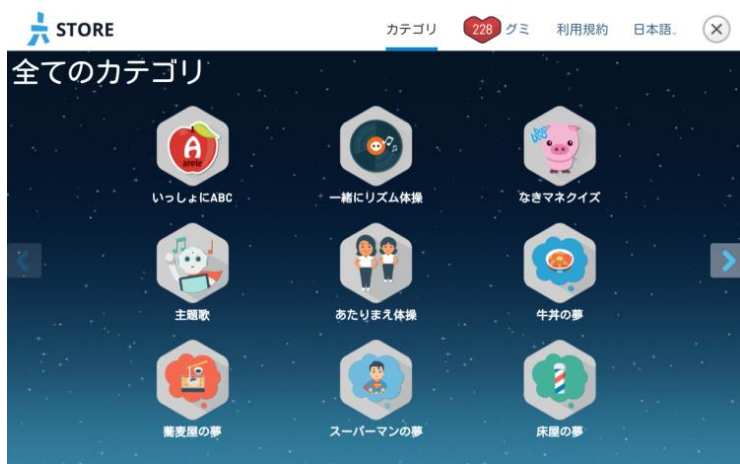 STORE
カテゴリ
228 グミ
利用規約
日本語
全てのカテゴリ
A
apple
いっしょにABC
一緒にリズム体操
boo boo
なきマネクイズ
主題歌
あたりまえ体操
牛丼の夢
蕎麦屋の夢
スーパーマンの夢
床屋の夢